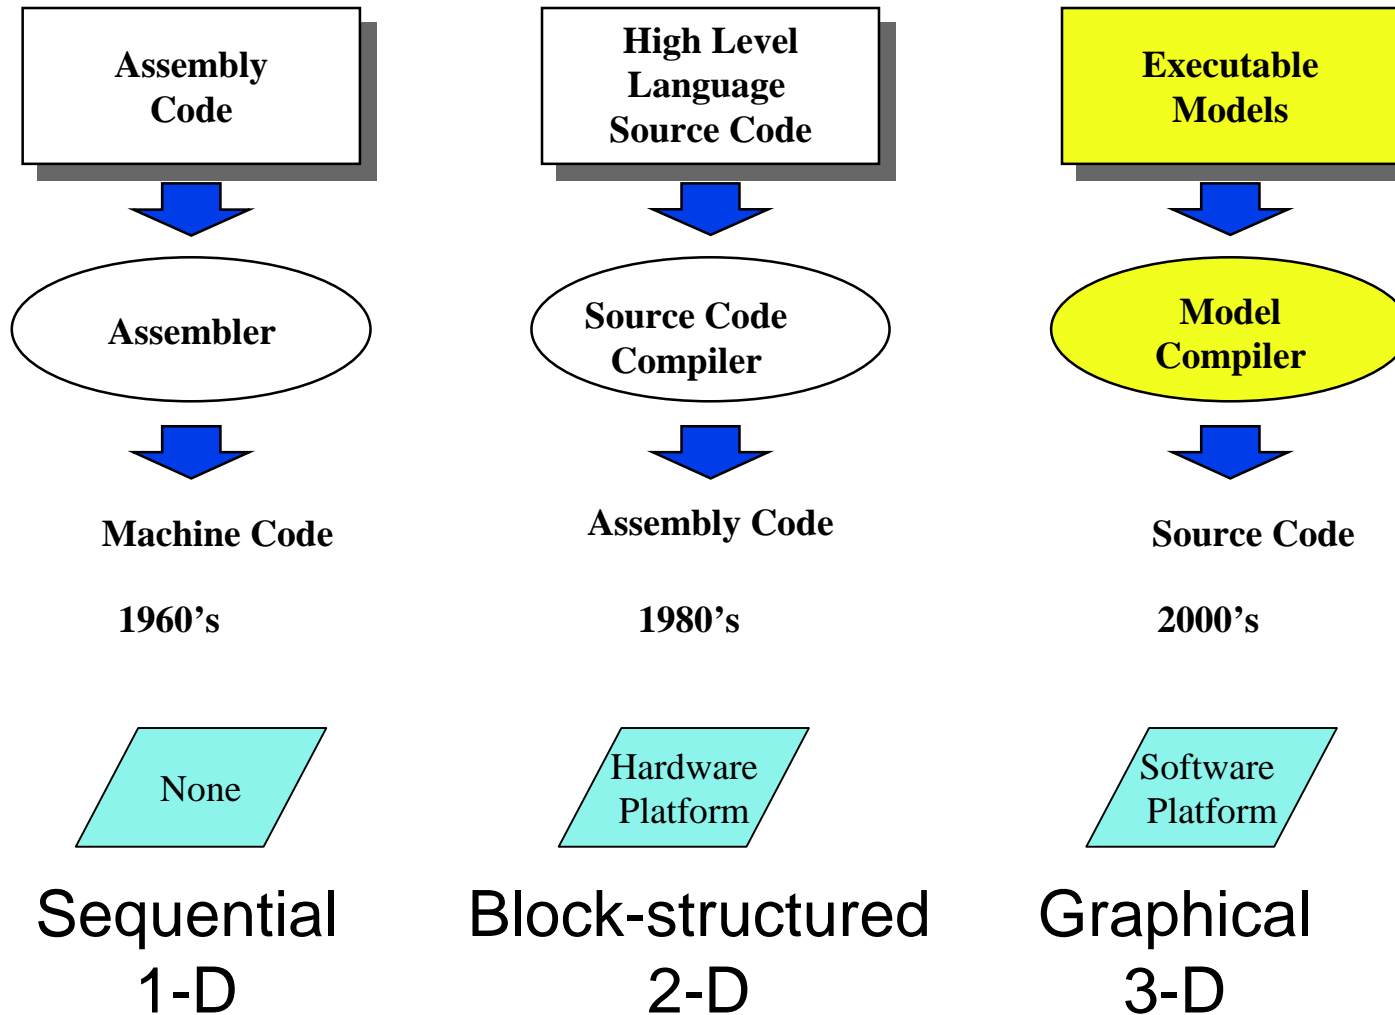 Assembly
Code
Assembler
Machine Code
1960’s
None
Sequential
1-D
High Level
Language
Source Code
Source Code
Compiler
Assembly Code
1980’s
Hardware
Platform
Block-structured
2-D
Executable
Models
Model
Compiler
Source Code
2000’s
Software
Platform
Graphical
3-D